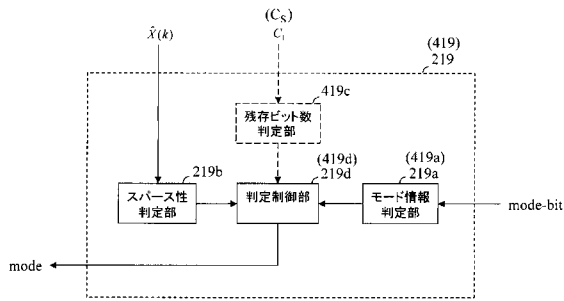 (C_S)
C_1
X̂(k)
(419)
219
419c
残存ビット数
判定部
(419d)
219d
(419a)
219a
219b
スパース性
判定部
判定制御部
モード情報
判定部
mode-bit
mode